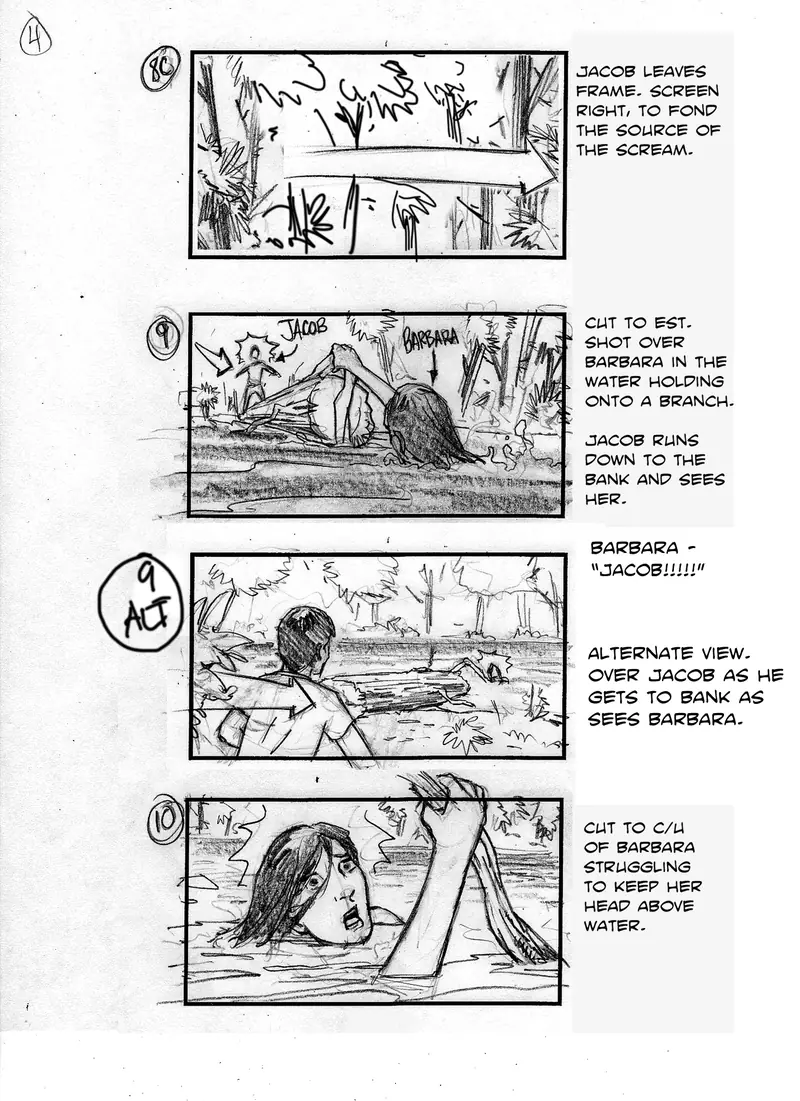 4
8C
JACOB LEAVES
FRAME. SCREEN
RIGHT, TO FOND
THE SOURCE OF
THE SCREAM.
9
JACOB
BARBARA
CUT TO EST.
SHOT OVER
BARBARA IN THE
WATER HOLDING
ONTO A BRANCH.
JACOB RUNS
DOWN TO THE
BANK AND SEES
HER.
BARBARA -
"JACOB!!!!!"
9
ALT
ALTERNATE VIEW.
OVER JACOB AS HE
GETS TO BANK AS
SEES BARBARA.
10
CUT TO C/U
OF BARBARA
STRUGGLING
TO KEEP HER
HEAD ABOVE
WATER.